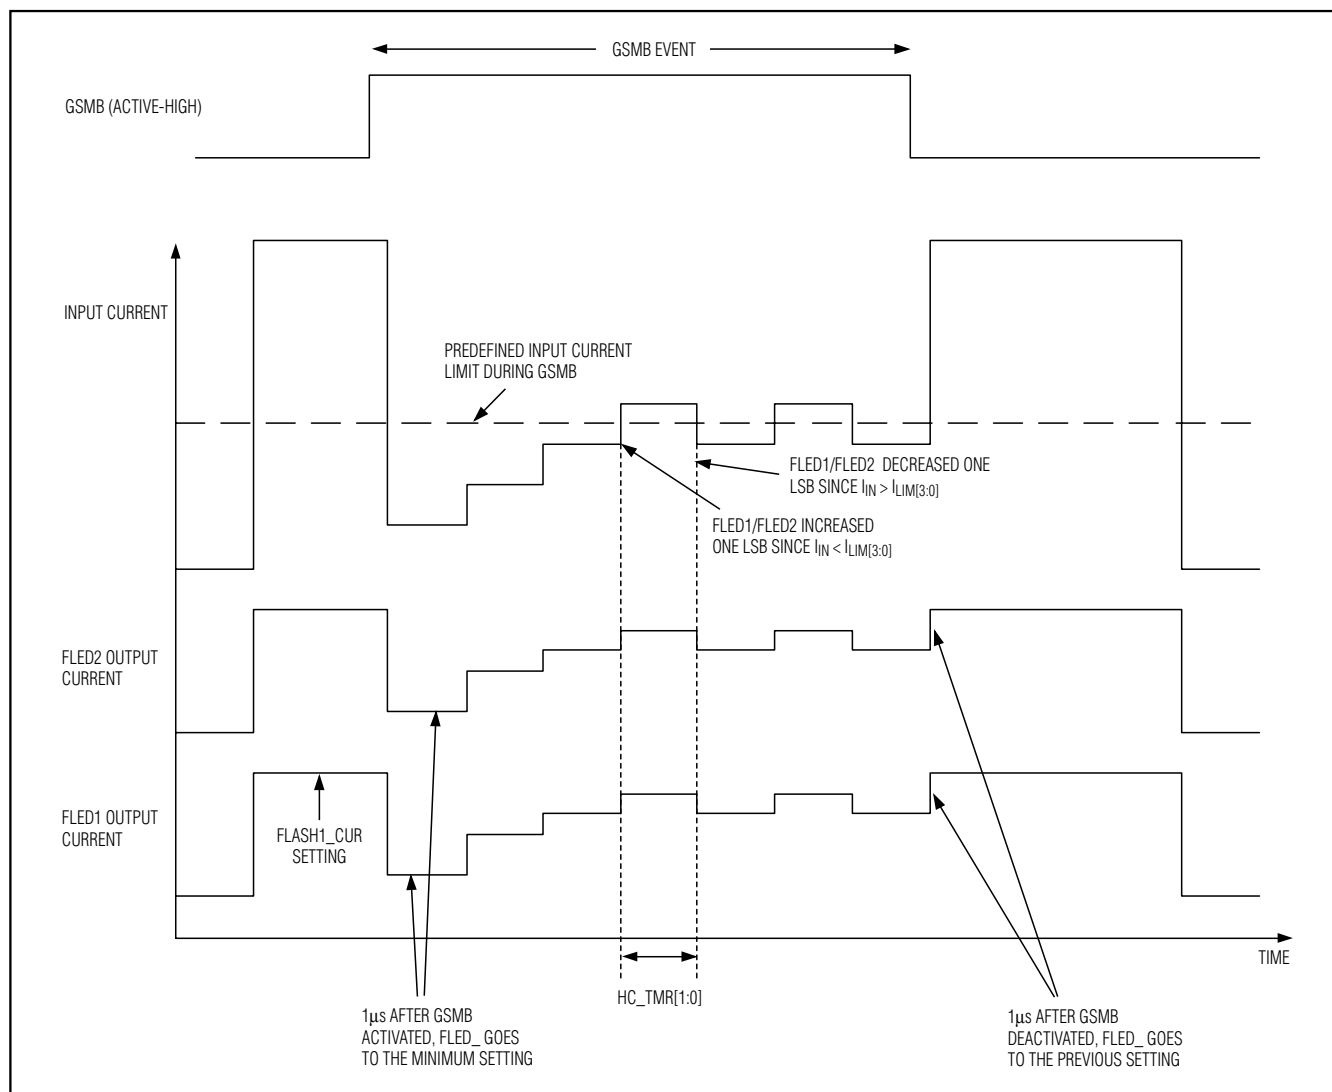 GSMB EVENT
GSMB (ACTIVE-HIGH)
INPUT CURRENT
PREDEFINED INPUT CURRENT
LIMIT DURING GSMB
FLED1/FLED2 DECREASED ONE
LSB SINCE IIN > ILIM[3:0]
FLED1/FLED2 INCREASED
ONE LSB SINCE IIN < ILIM[3:0]
FLED2 OUTPUT
CURRENT
FLED1 OUTPUT
CURRENT
FLASH1_CUR
SETTING
TIME
HC_TMR[1:0]
1µs AFTER GSMB
ACTIVATED, FLED_ GOES
TO THE MINIMUM SETTING
1µs AFTER GSMB
DEACTIVATED, FLED_ GOES
TO THE PREVIOUS SETTING